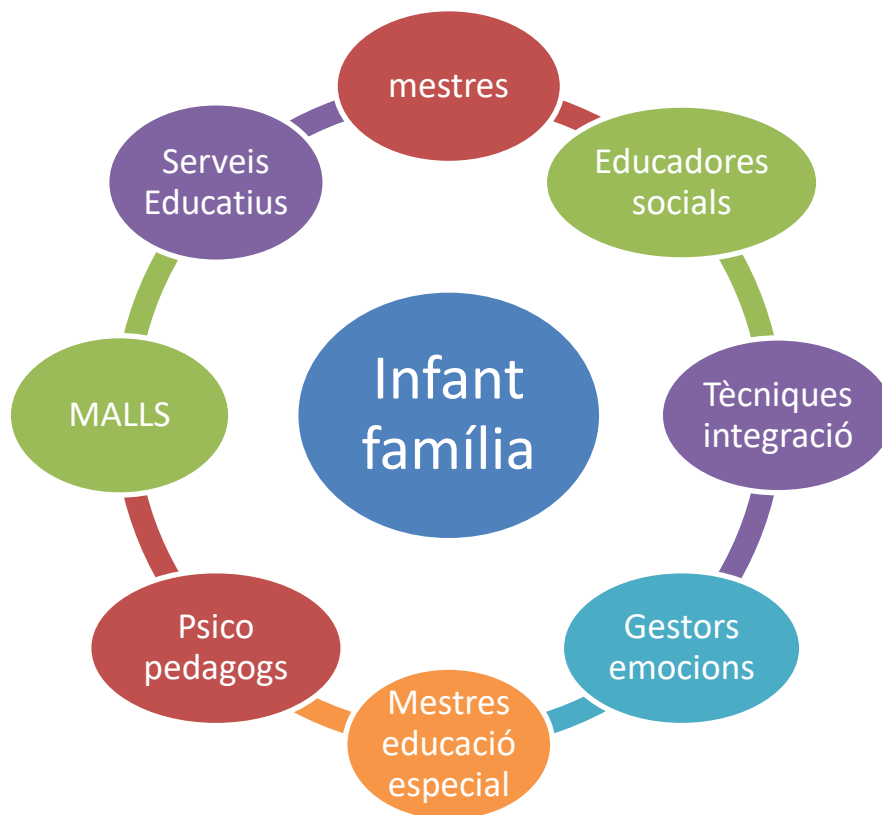 mestres
Educadores
socials
Tècniques
integració
Gestors
emocions
Mestres
educació
especial
Psico
pedagogs
MALLS
Serveis
Educatius
Infant
família